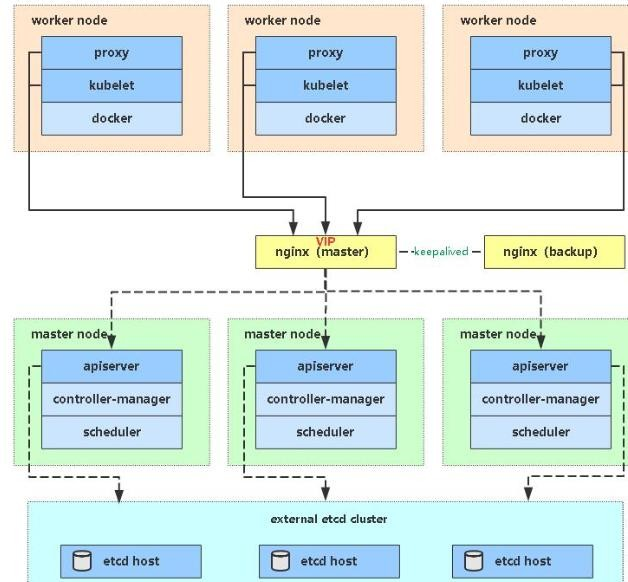 worker node
proxy
kubelet
docker
worker node
proxy
kubelet
docker
worker node
proxy
kubelet
docker
VIP
nginx (master)
keepalived
nginx (backup)
master node
apiserver
controller-manager
scheduler
master node
apiserver
controller-manager
scheduler
master node
apiserver
controller-manager
scheduler
external etcd cluster
etcd host
etcd host
etcd host